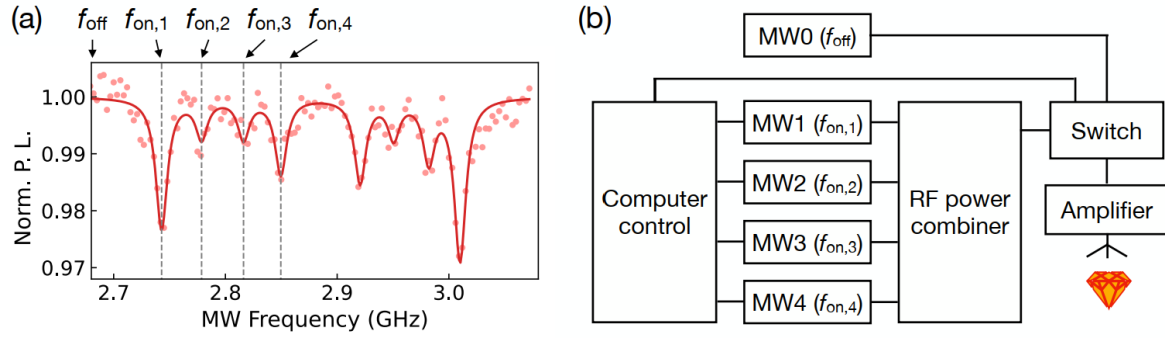 (a)
f_off f_on,1 f_on,2 f_on,3 f_on,4
Norm. P. L.
1.00
0.99
0.98
0.97
2.7 2.8 2.9 3.0
MW Frequency (GHz)
(b)
MW0 (f_off)
Computer
control
MW1 (f_on,1)
MW2 (f_on,2)
MW3 (f_on,3)
MW4 (f_on,4)
RF power
combiner
Switch
Amplifier